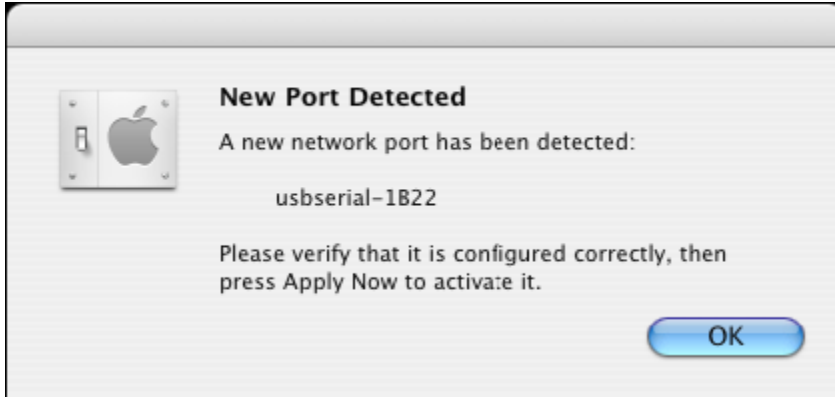 New Port Detected
A new network port has been detected:
usbserial-1B22
Please verify that it is configured correctly, then
press Apply Now to activate it.
OK